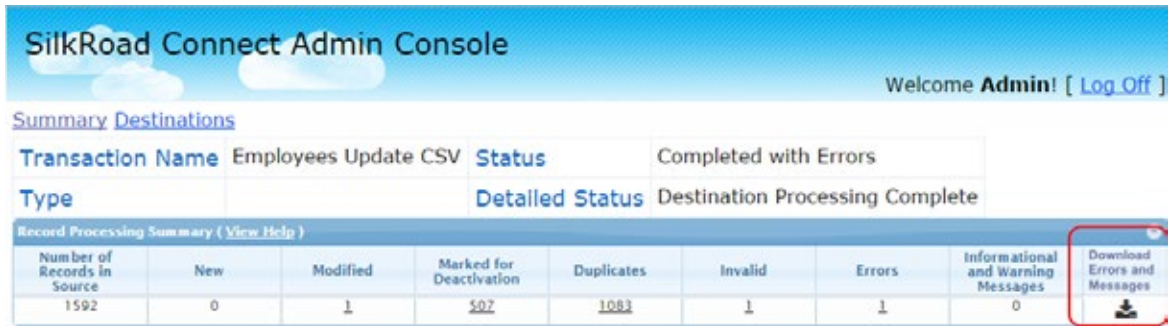 SilkRoad Connect Admin Console
Welcome Admin! [ Log Off ]
Summary Destinations
Transaction Name Employees Update CSV Status Completed with Errors
Type Detailed Status Destination Processing Complete
Record Processing Summary ( View Help )
Number of Records in Source New Modified Marked for Deactivation Duplicates Invalid Errors Informational and Warning Messages Download Errors and Messages
1592 0 1 507 1083 1 1 0